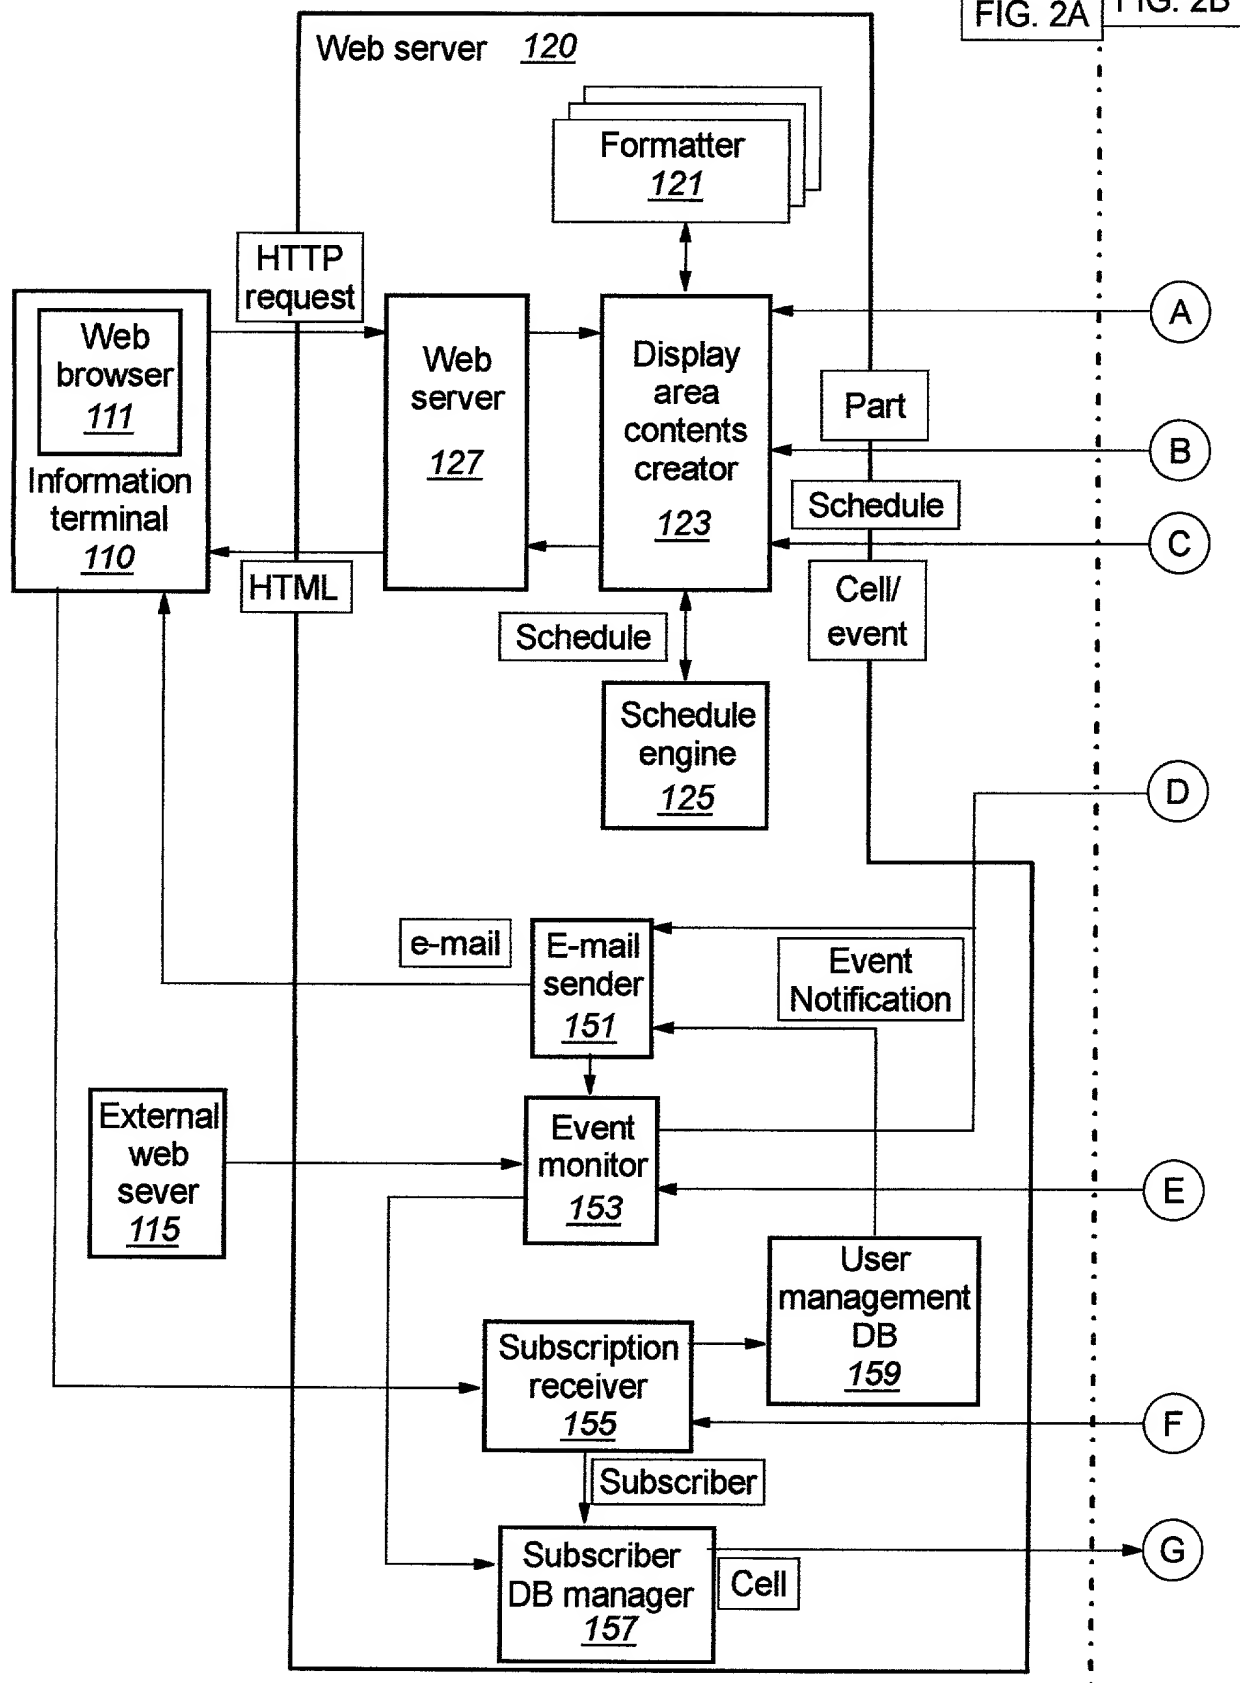 FIG. 2A
FIG. 2B
Web server 120
Formatter
121
HTTP
request
Web
browser
111
Information
terminal
110
Web
server
127
Display
area
contents
creator
123
A
Part
B
Schedule
C
HTML
Cell/
event
Schedule
Schedule
engine
125
D
e-mail
E-mail
sender
151
Event
Notification
External
web
sever
115
Event
monitor
153
E
User
management
DB
159
Subscription
receiver
155
F
Subscriber
Subscriber
DB manager
157
Cell
G